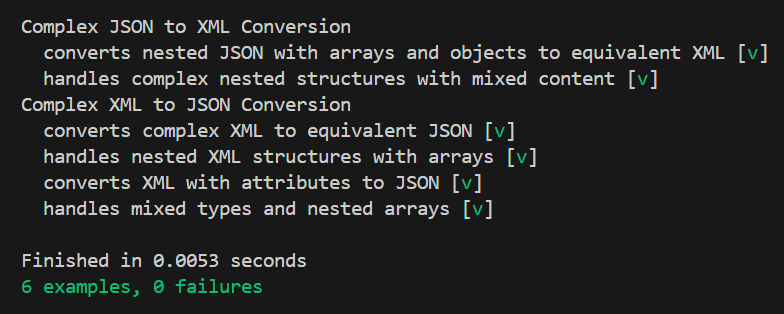 Complex JSON to XML Conversion
  converts nested JSON with arrays and objects to equivalent XML [v]
  handles complex nested structures with mixed content [v]
Complex XML to JSON Conversion
  converts complex XML to equivalent JSON [v]
  handles nested XML structures with arrays [v]
  converts XML with attributes to JSON [v]
  handles mixed types and nested arrays [v]

Finished in 0.0053 seconds
6 examples, 0 failures